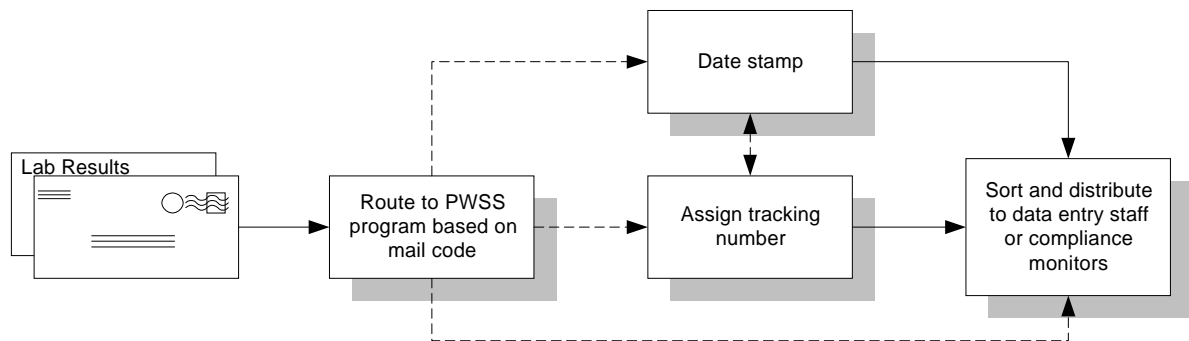 Lab Results
Route to PWSS
program based on
mail code
Date stamp
Assign tracking
number
Sort and distribute
to data entry staff
or compliance
monitors